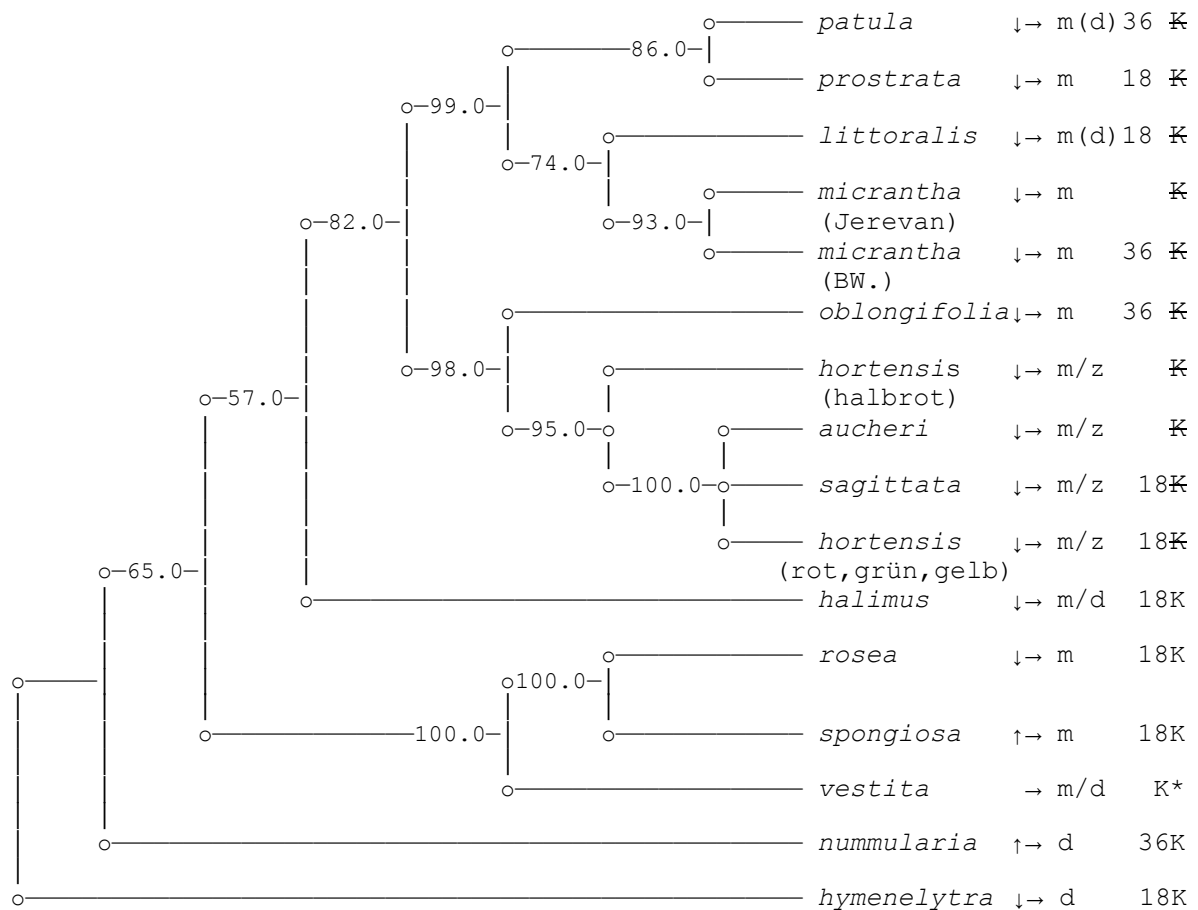 patula ↓→ m(d)36 K̶
86.0
prostrata ↓→ m 18 K̶
99.0
littoralis ↓→ m(d)18 K̶
74.0
micrantha ↓→ m K̶
82.0 93.0 (Jerevan)
micrantha ↓→ m 36 K̶
(BW.)
oblongifolia↓→ m 36 K̶
98.0 hortensis ↓→ m/z K̶
57.0 (halbrot)
95.0 aucheri ↓→ m/z K̶
100.0 sagittata ↓→ m/z 18K̶
hortensis ↓→ m/z 18K̶
65.0 (rot,grün,gelb)
halimus ↓→ m/d 18K
rosea ↓→ m 18K
100.0
100.0 spongiosa ↑→ m 18K
vestita → m/d K*
nummularia ↑→ d 36K
hymenelytra ↓→ d 18K